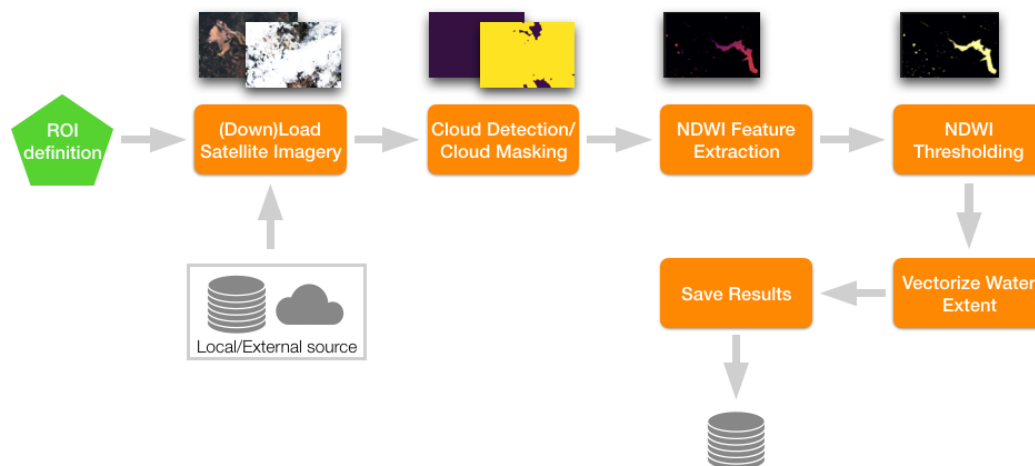 ROI
definition
(Down)Load
Satellite Imagery
Cloud Detection/
Cloud Masking
NDWI Feature
Extraction
NDWI
Thresholding
Local/External source
Save Results
Vectorize Water
Extent